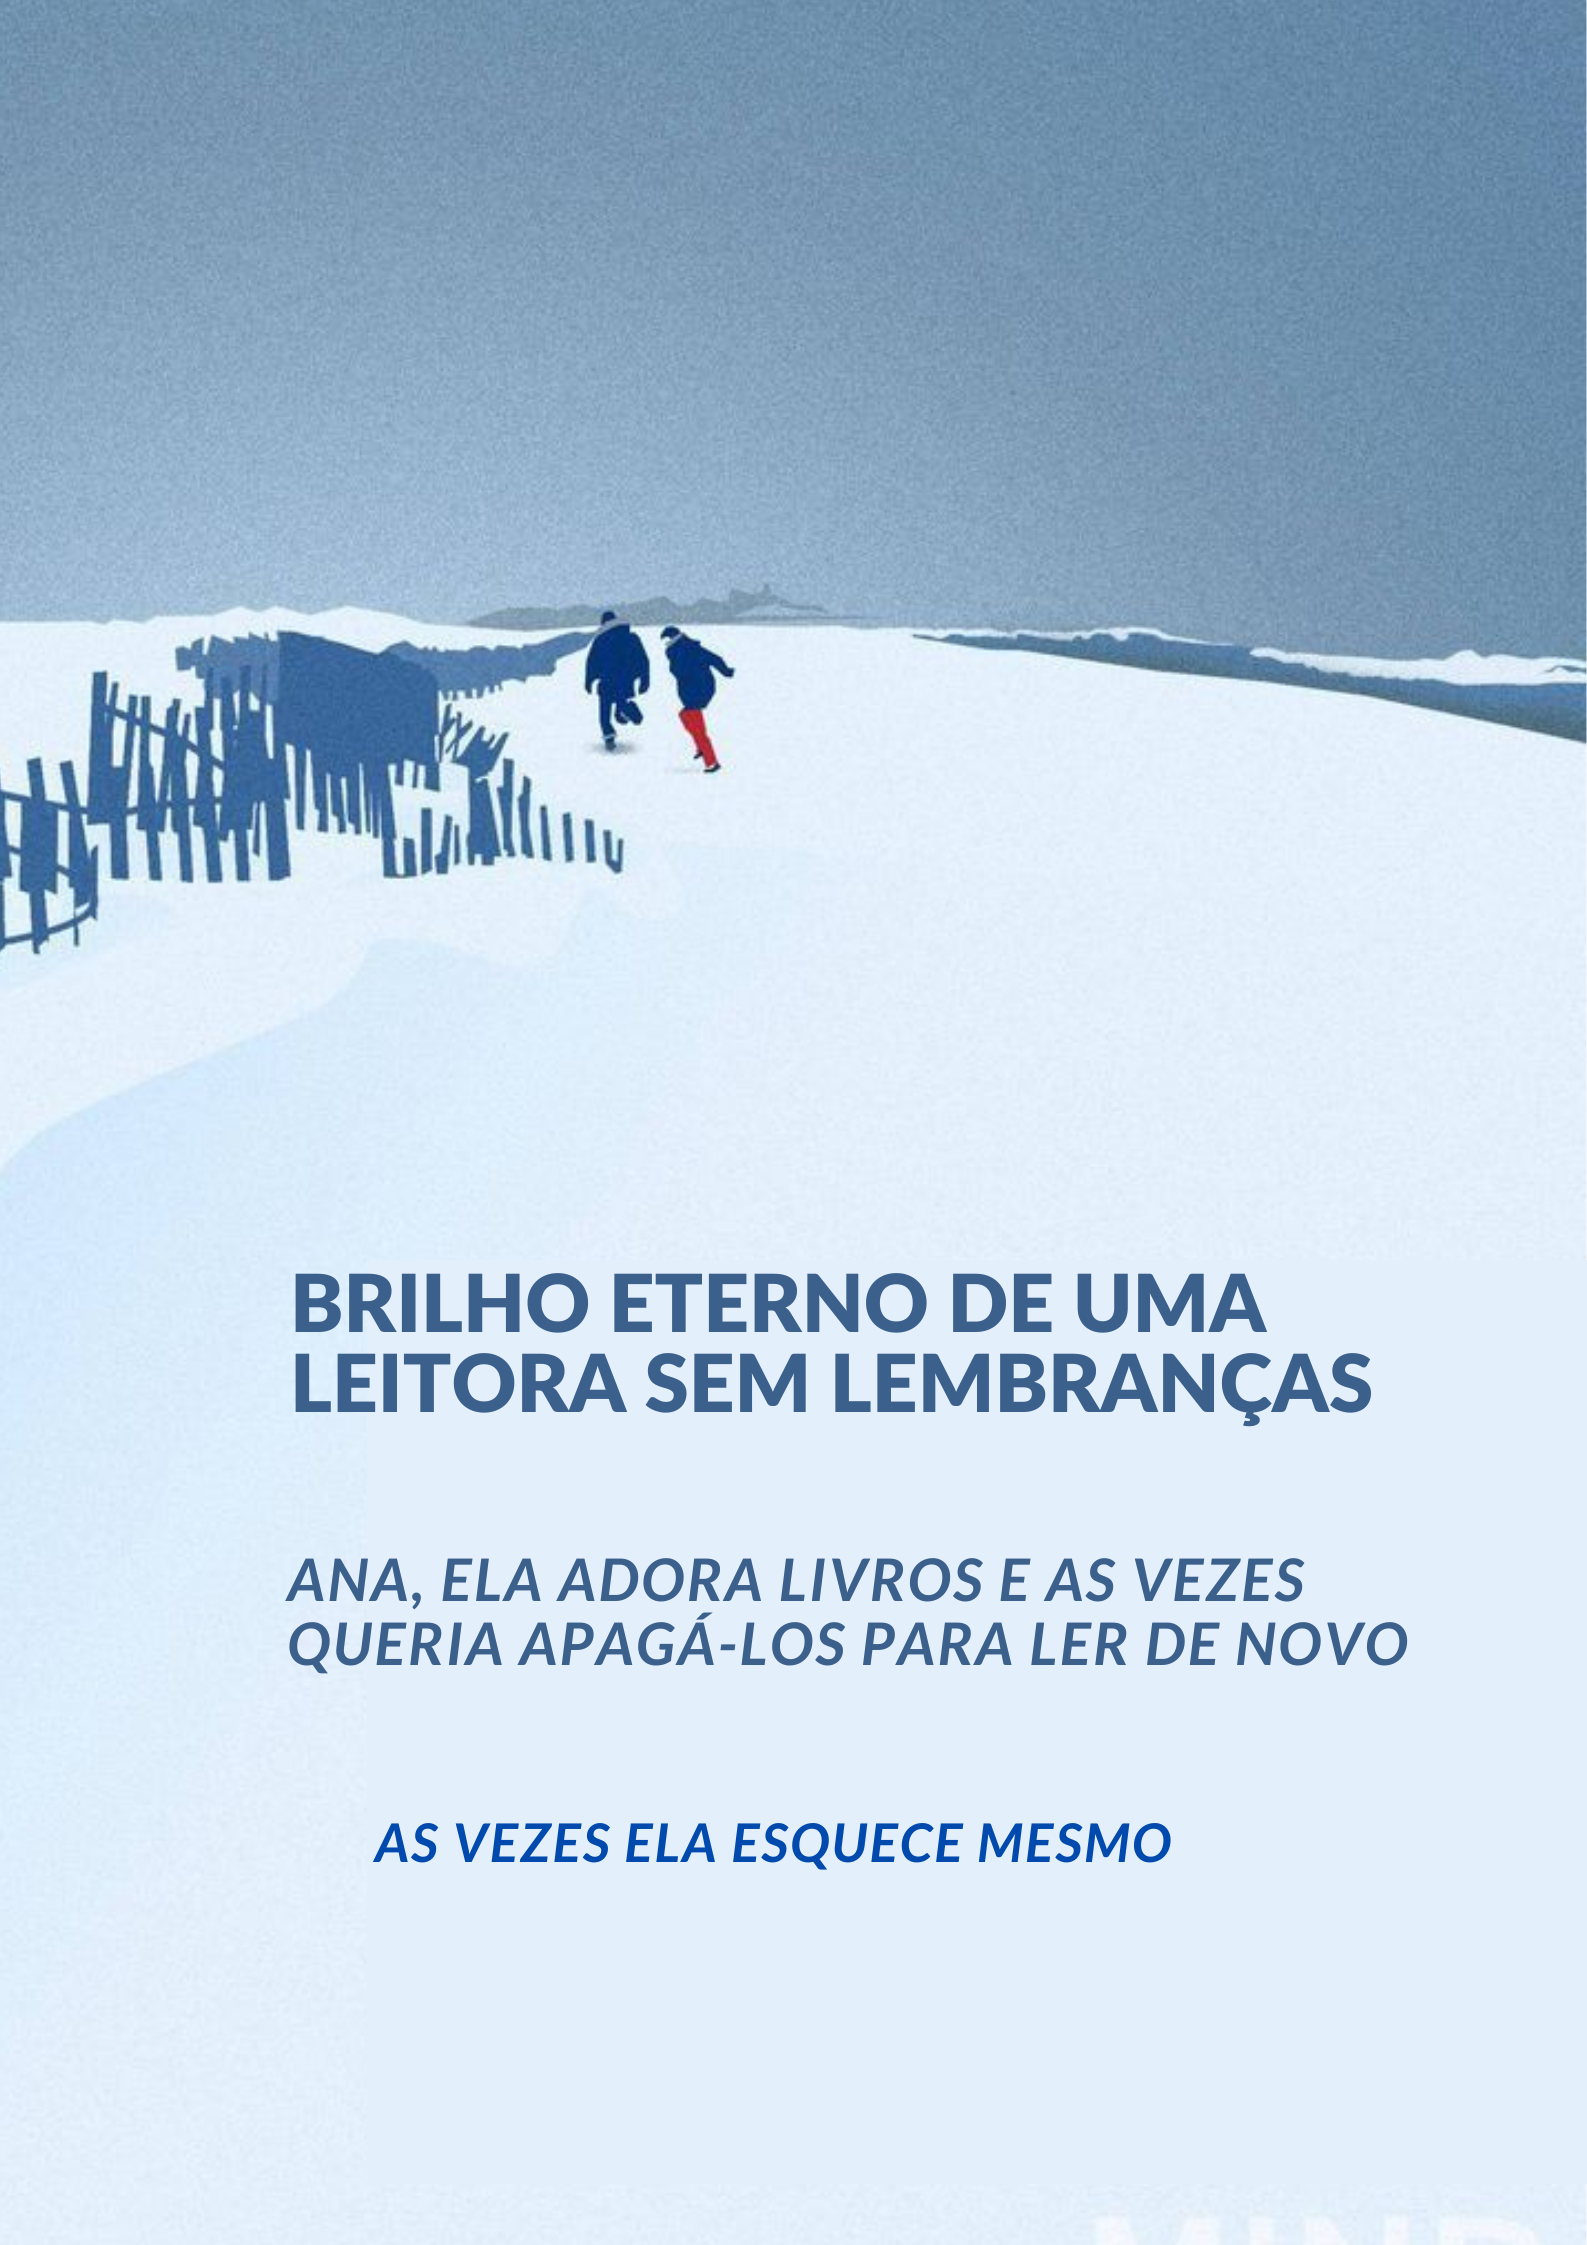 BRILHO ETERNO DE UMA
LEITORA SEM LEMBRANÇAS
ANA, ELA ADORA LIVROS E AS VEZES
QUERIA APAGÁ-LOS PARA LER DE NOVO
AS VEZES ELA ESQUECE MESMO
MIND